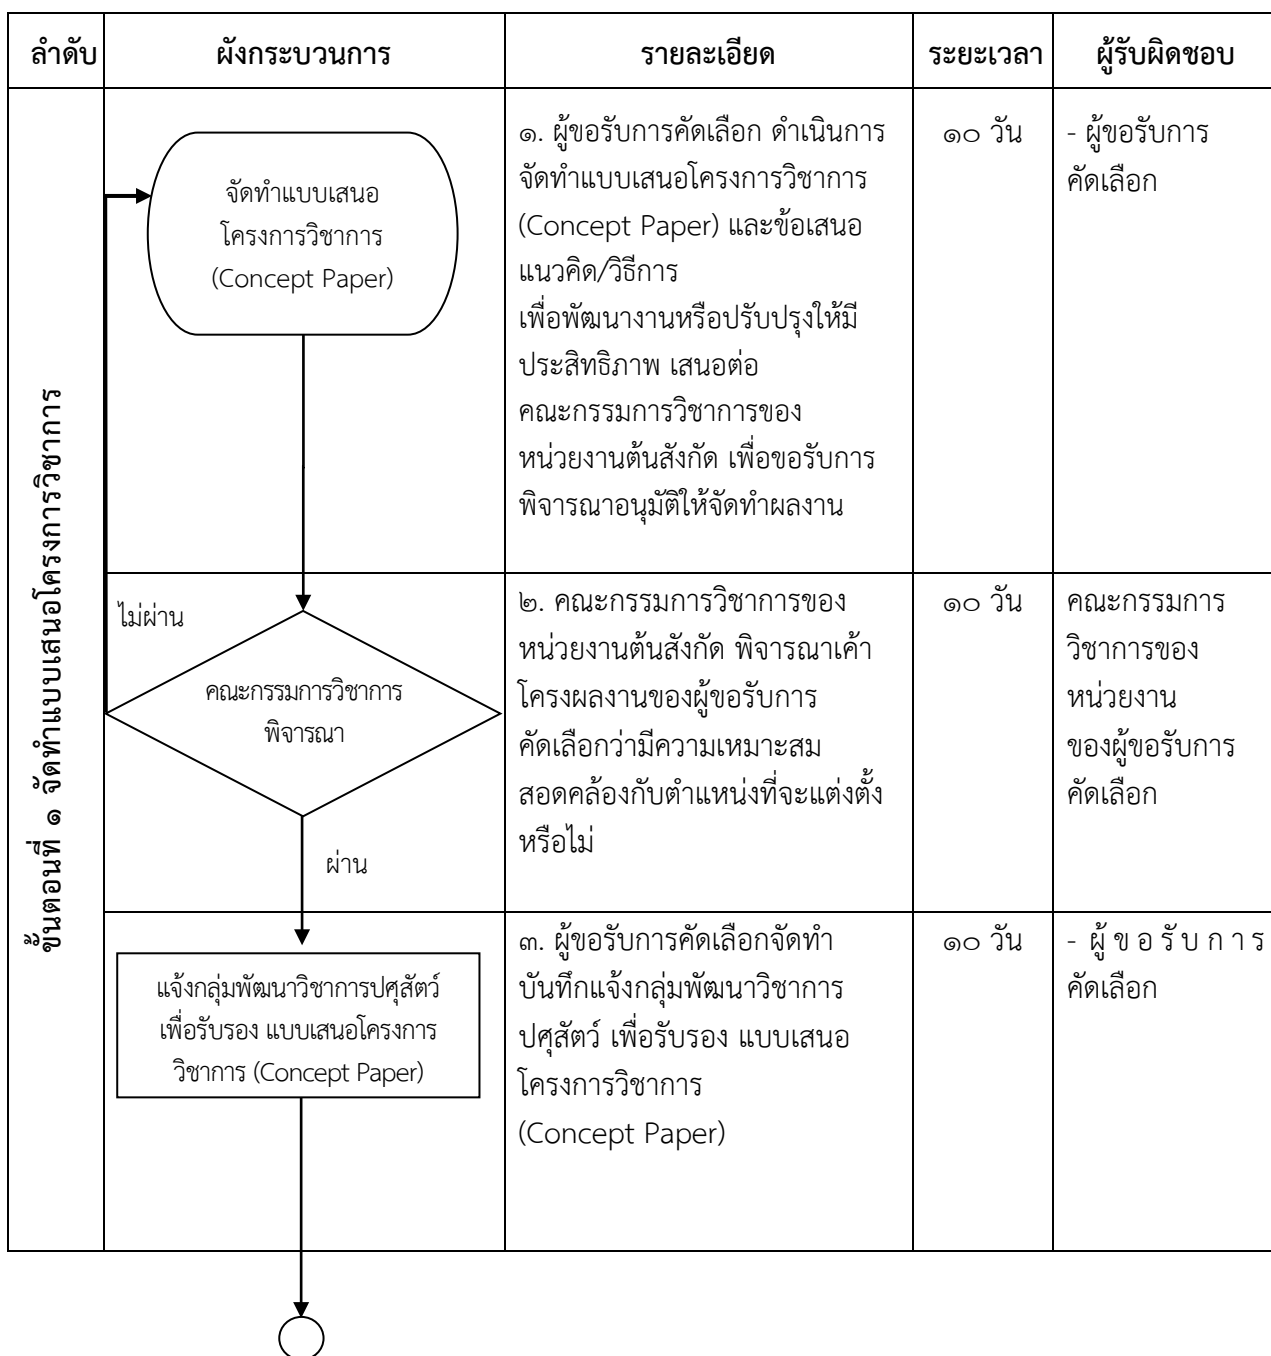 ลำดับ
ผังกระบวนการ
รายละเอียด
ระยะเวลา
ผู้รับผิดชอบ
ขั้นตอนที่ ๑ จัดทำแบบเสนอโครงการวิชาการ
จัดทำแบบเสนอ
โครงการวิชาการ
(Concept Paper)
๑. ผู้ขอรับการคัดเลือก ดำเนินการ
จัดทำแบบเสนอโครงการวิชาการ
(Concept Paper) และข้อเสนอ
แนวคิด/วิธีการ
เพื่อพัฒนางานหรือปรับปรุงให้มี
ประสิทธิภาพ เสนอต่อ
คณะกรรมการวิชาการของ
หน่วยงานต้นสังกัด เพื่อขอรับการ
พิจารณาอนุมัติให้จัดทำผลงาน
๑๐ วัน
- ผู้ขอรับการ
คัดเลือก
ไม่ผ่าน
คณะกรรมการวิชาการ
พิจารณา
ผ่าน
๒. คณะกรรมการวิชาการของ
หน่วยงานต้นสังกัด พิจารณาเค้า
โครงผลงานของผู้ขอรับการ
คัดเลือกว่ามีความเหมาะสม
สอดคล้องกับตำแหน่งที่จะแต่งตั้ง
หรือไม่
๑๐ วัน
คณะกรรมการ
วิชาการของ
หน่วยงาน
ของผู้ขอรับการ
คัดเลือก
แจ้งกลุ่มพัฒนาวิชาการปศุสัตว์
เพื่อรับรอง แบบเสนอโครงการ
วิชาการ (Concept Paper)
๓. ผู้ขอรับการคัดเลือกจัดทำ
บันทึกแจ้งกลุ่มพัฒนาวิชาการ
ปศุสัตว์ เพื่อรับรอง แบบเสนอ
โครงการวิชาการ
(Concept Paper)
๑๐ วัน
- ผู้ ข อ รั บ ก า ร
คัดเลือก